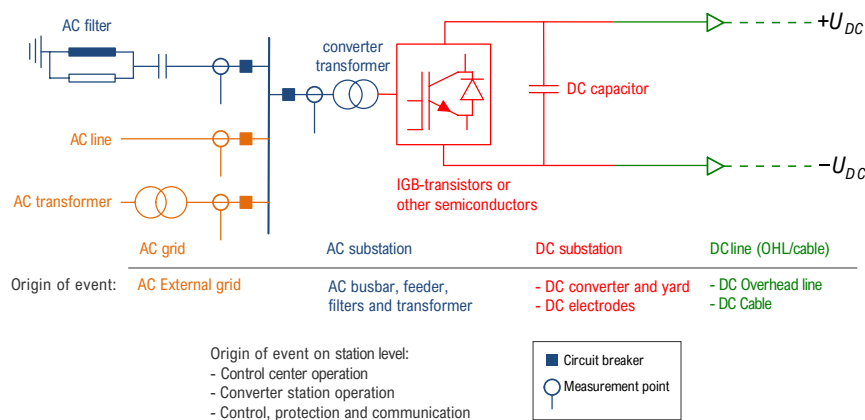 AC filter
converter
transformer
+U_DC
DC capacitor
AC line
−U_DC
AC transformer
IGB-transistors or
other semiconductors
AC grid
AC substation
DC substation
DC line (OHL/cable)
Origin of event:
AC External grid
AC busbar, feeder,
filters and transformer
- DC converter and yard
- DC electrodes
- DC Overhead line
- DC Cable
Origin of event on station level:
- Control center operation
- Converter station operation
- Control, protection and communication
Circuit breaker
Measurement point